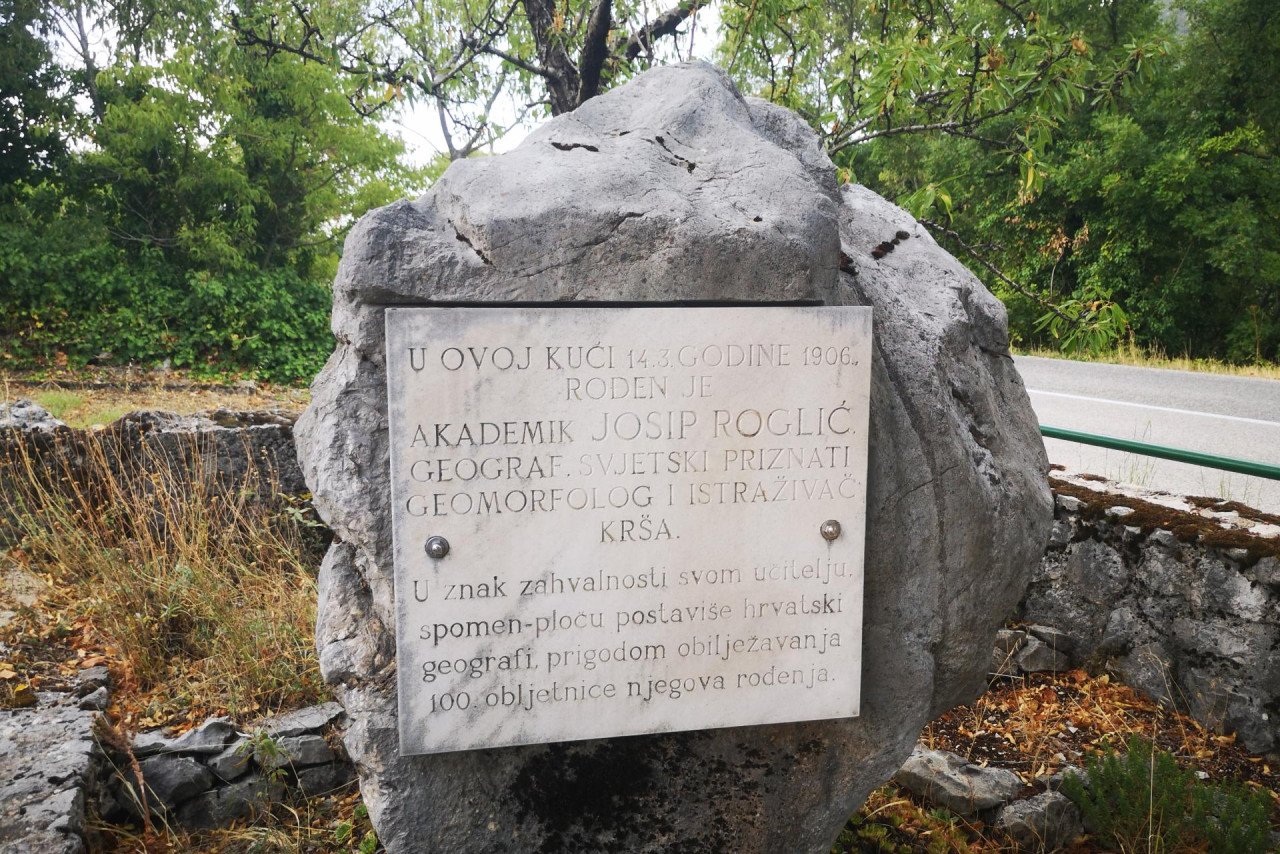 U OVOJ KUĆI 14.3. GODINE 1906.,
ROĐEN JE
AKADEMIK JOSIP ROGLIĆ,
GEOGRAF, SVJETSKI PRIZNATI
GEOMORFOLOG I ISTRAŽIVAČ
KRŠA.
U znak zahvalnosti svom učitelju,
spomen-ploču postaviše hrvatski
geografi, prigodom obilježavanja
100. obljetnice njegova rođenja.